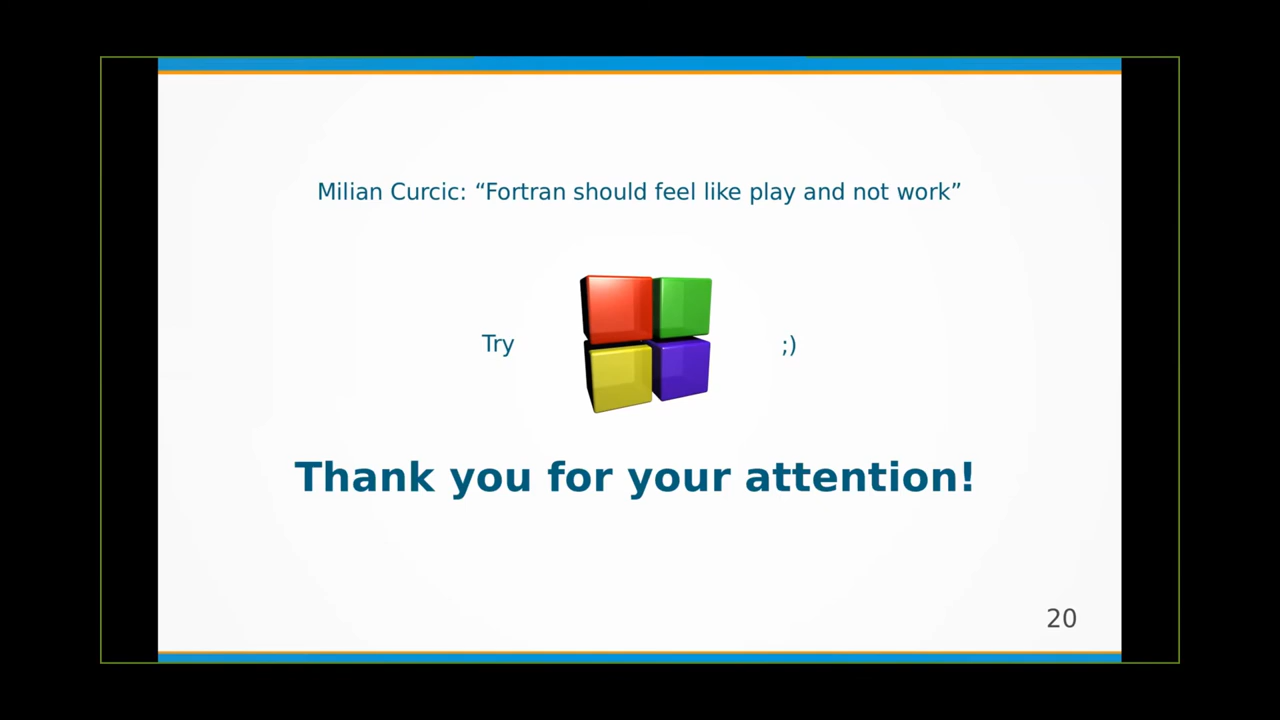 Milian Curcic: “Fortran should feel like play and not work”
Try ;)
Thank you for your attention!
20